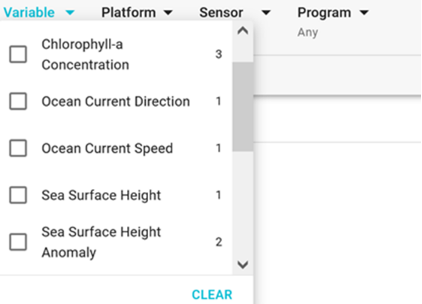 Variable Platform Sensor Program
Any
Chlorophyll-a
Concentration 3
Ocean Current Direction 1
Ocean Current Speed 1
Sea Surface Height 1
Sea Surface Height
Anomaly 2
CLEAR